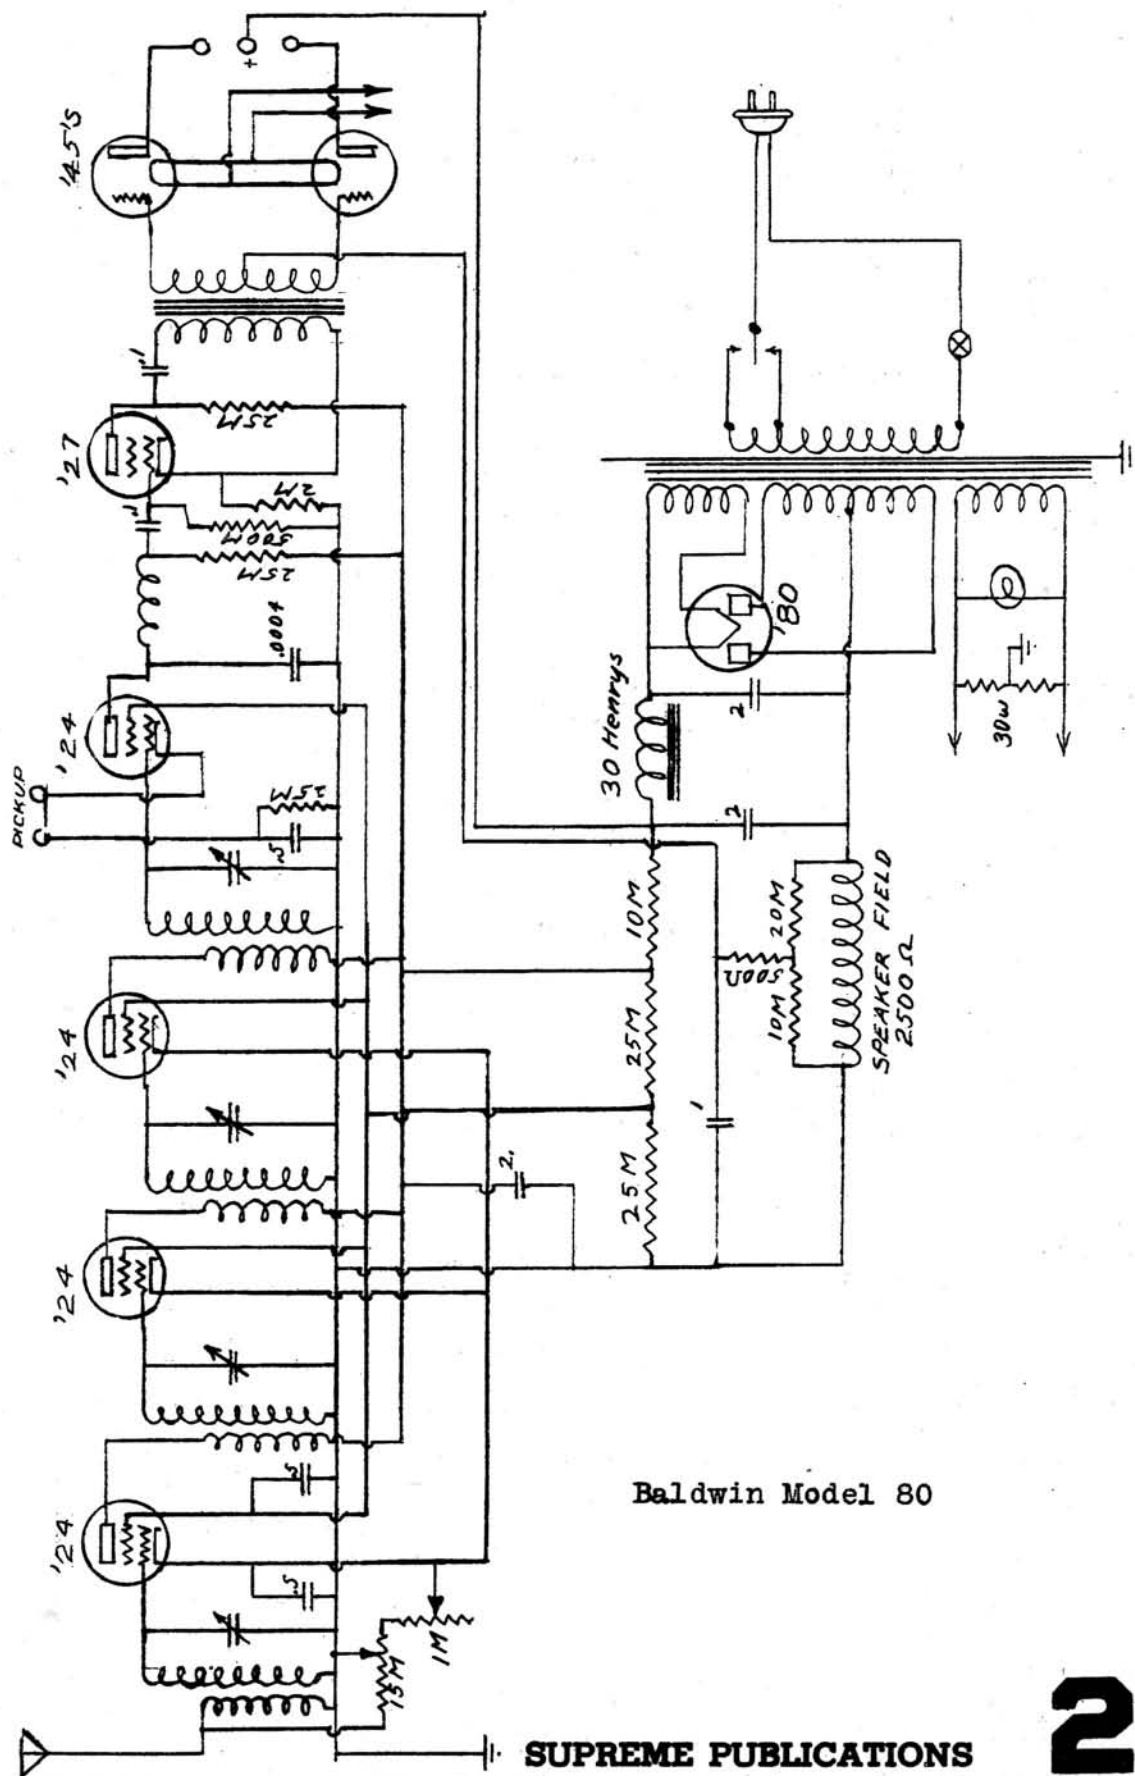 '45's
+
.1
25M
'27
2M
.1
500M
25M
.0004
'24
PICKUP
25M
.5
'24
'24
2.
'24
.5
.5
1M
15M
'80
30 Henrys
2
30w
2
10M
20M
500Ω
10M
SPEAKER FIELD
2500Ω
25M
1
25M
Baldwin Model 80
SUPREME PUBLICATIONS
2